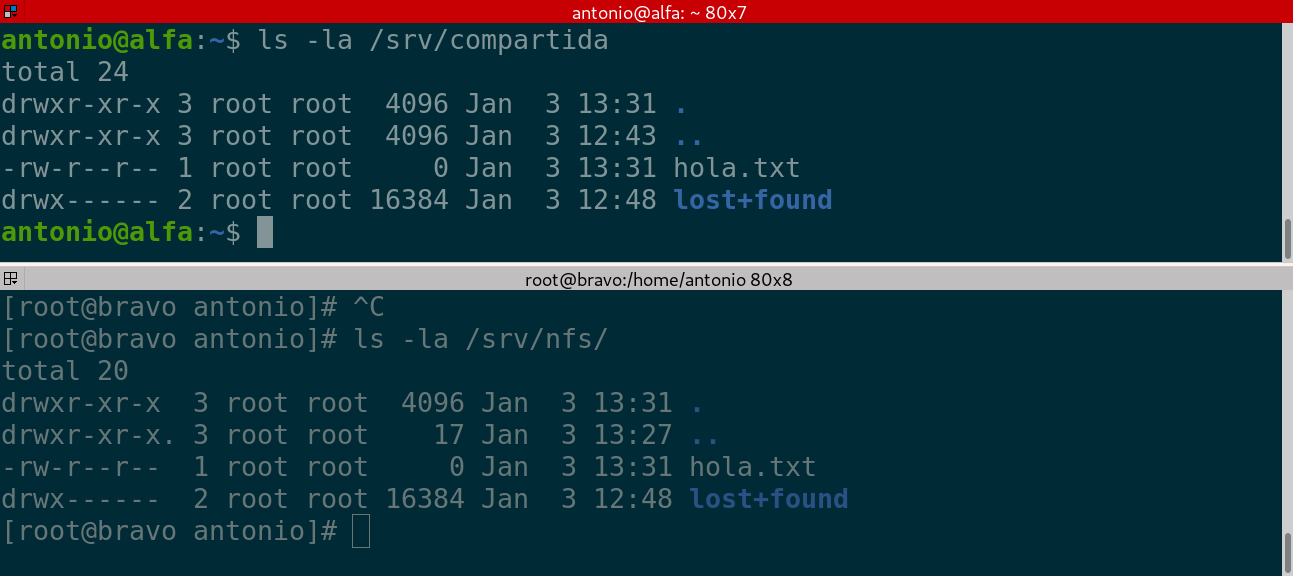 antonio@alfa: ~ 80x7
antonio@alfa:~$ ls -la /srv/compartida
total 24
drwxr-xr-x 3 root root  4096 Jan  3 13:31 .
drwxr-xr-x 3 root root  4096 Jan  3 12:43 ..
-rw-r--r-- 1 root root     0 Jan  3 13:31 hola.txt
drwx------ 2 root root 16384 Jan  3 12:48 lost+found
antonio@alfa:~$
root@bravo:/home/antonio 80x8
[root@bravo antonio]# ^C
[root@bravo antonio]# ls -la /srv/nfs/
total 20
drwxr-xr-x  3 root root  4096 Jan  3 13:31 .
drwxr-xr-x. 3 root root    17 Jan  3 13:27 ..
-rw-r--r--  1 root root     0 Jan  3 13:31 hola.txt
drwx------  2 root root 16384 Jan  3 12:48 lost+found
[root@bravo antonio]#